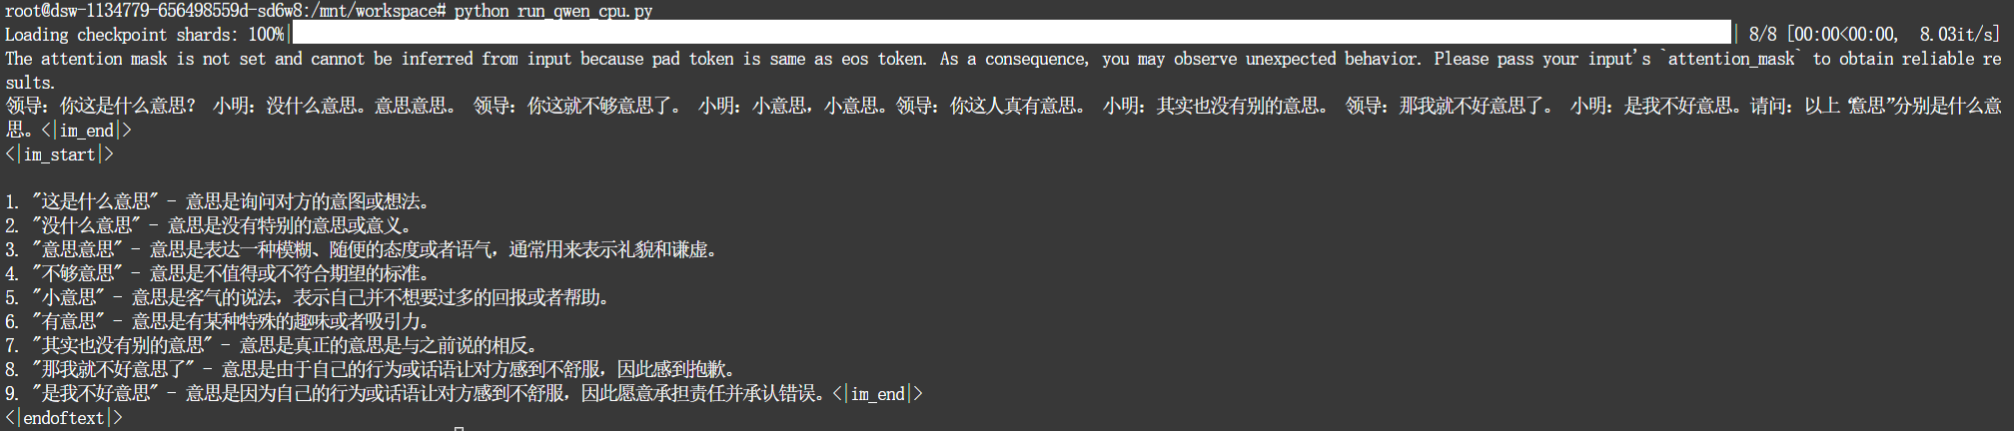 root@dsw-1134779-656498559d-sd6w8:/mnt/workspace# python run_qwen_cpu.py
Loading checkpoint shards: 100%| | 8/8 [00:00<00:00,  8.03it/s]
The attention mask is not set and cannot be inferred from input because pad token is same as eos token. As a consequence, you may observe unexpected behavior. Please pass your input's `attention_mask` to obtain reliable re
sults.
领导：你这是什么意思？ 小明：没什么意思。意思意思。 领导：你这就不够意思了。 小明：小意思，小意思。领导：你这人真有意思。 小明：其实也没有别的意思。 领导：那我就不好意思了。 小明：是我不好意思。请问：以上“意思”分别是什么意
思。<|im_end|>
<|im_start|>
1. "这是什么意思" - 意思是询问对方的意图或想法。
2. "没什么意思" - 意思是没有特别的意思或意义。
3. "意思意思" - 意思是表达一种模糊、随便的态度或者语气，通常用来表示礼貌和谦虚。
4. "不够意思" - 意思是不值得或不符合期望的标准。
5. "小意思" - 意思是客气的说法，表示自己并不想要过多的回报或者帮助。
6. "有意思" - 意思是有某种特殊的趣味或者吸引力。
7. "其实也没有别的意思" - 意思是真正的意思是与之前说的相反。
8. "那我就不好意思了" - 意思是由于自己的行为或话语让对方感到不舒服，因此感到抱歉。
9. "是我不好意思" - 意思是因为自己的行为或话语让对方感到不舒服，因此愿意承担责任并承认错误。<|im_end|>
<|endoftext|>